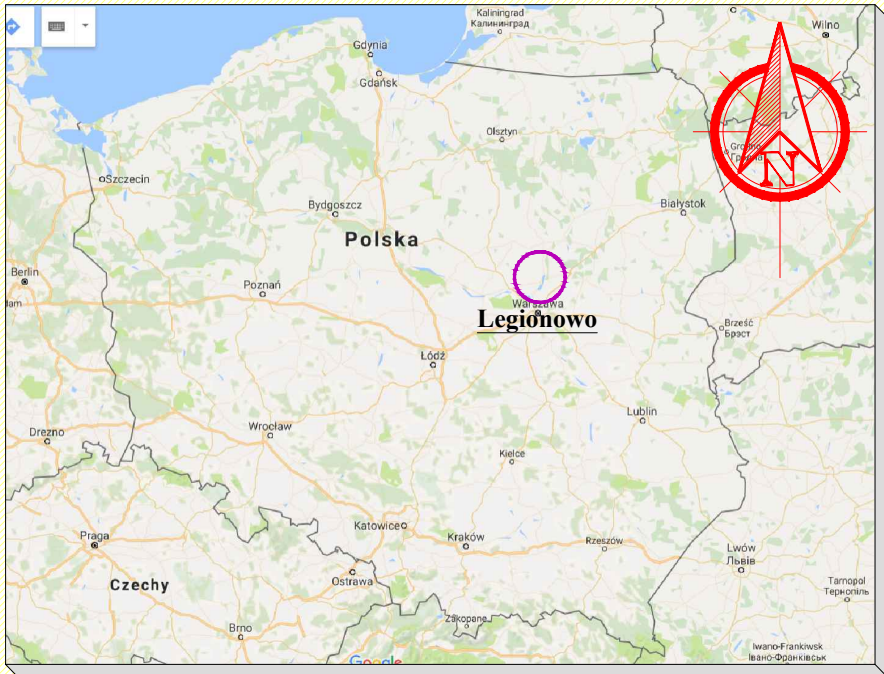 Kaliningrad
Калининград
Wilno
Gdynia
Gdańsk
Olsztyn
N
Szczecin
Bydgoszcz
Białystok
Polska
Berlin
Poznań
Warszawa
Legionowo
Brześć
Брэст
Łódź
Lublin
Drezno
Wrocław
Kielce
Katowice
Praga
Kraków
Rzeszów
Lwów
Львів
Ostrawa
Czechy
Tarnopol
Тернопіль
Zakopane
Brno
Iwano-Frankiwsk
Івано-Франківськ
Google